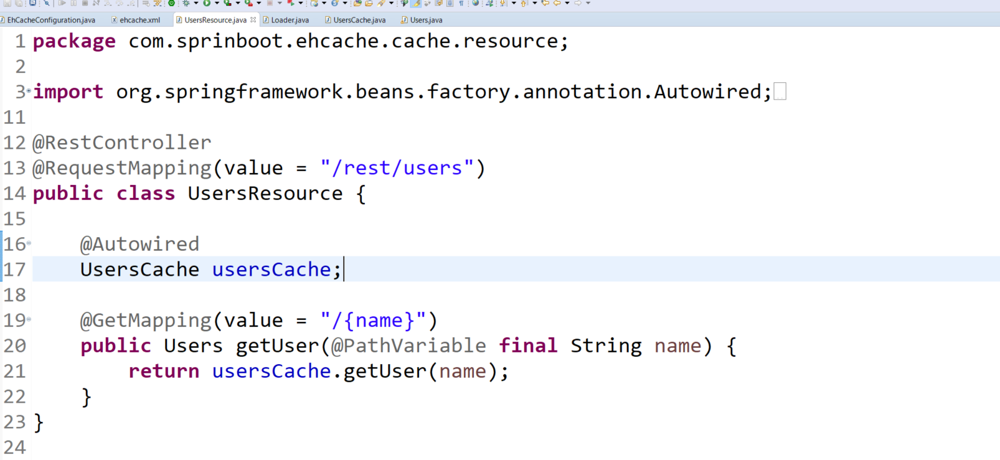 EhCacheConfiguration.java ehcache.xml UsersResource.java Loader.java UsersCache.java Users.java
1 package com.sprinboot.ehcache.cache.resource;
2
3 import org.springframework.beans.factory.annotation.Autowired;
11
12 @RestController
13 @RequestMapping(value = "/rest/users")
14 public class UsersResource {
15
16 @Autowired
17 UsersCache usersCache;
18
19 @GetMapping(value = "/{name}")
20 public Users getUser(@PathVariable final String name) {
21 return usersCache.getUser(name);
22 }
23 }
24